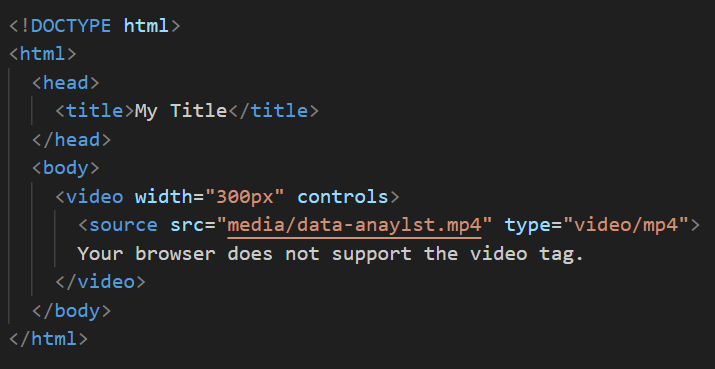 <!DOCTYPE html>
<html>
<head>
<title>My Title</title>
</head>
<body>
<video width="300px" controls>
<source src="media/data-anaylst.mp4" type="video/mp4">
Your browser does not support the video tag.
</video>
</body>
</html>